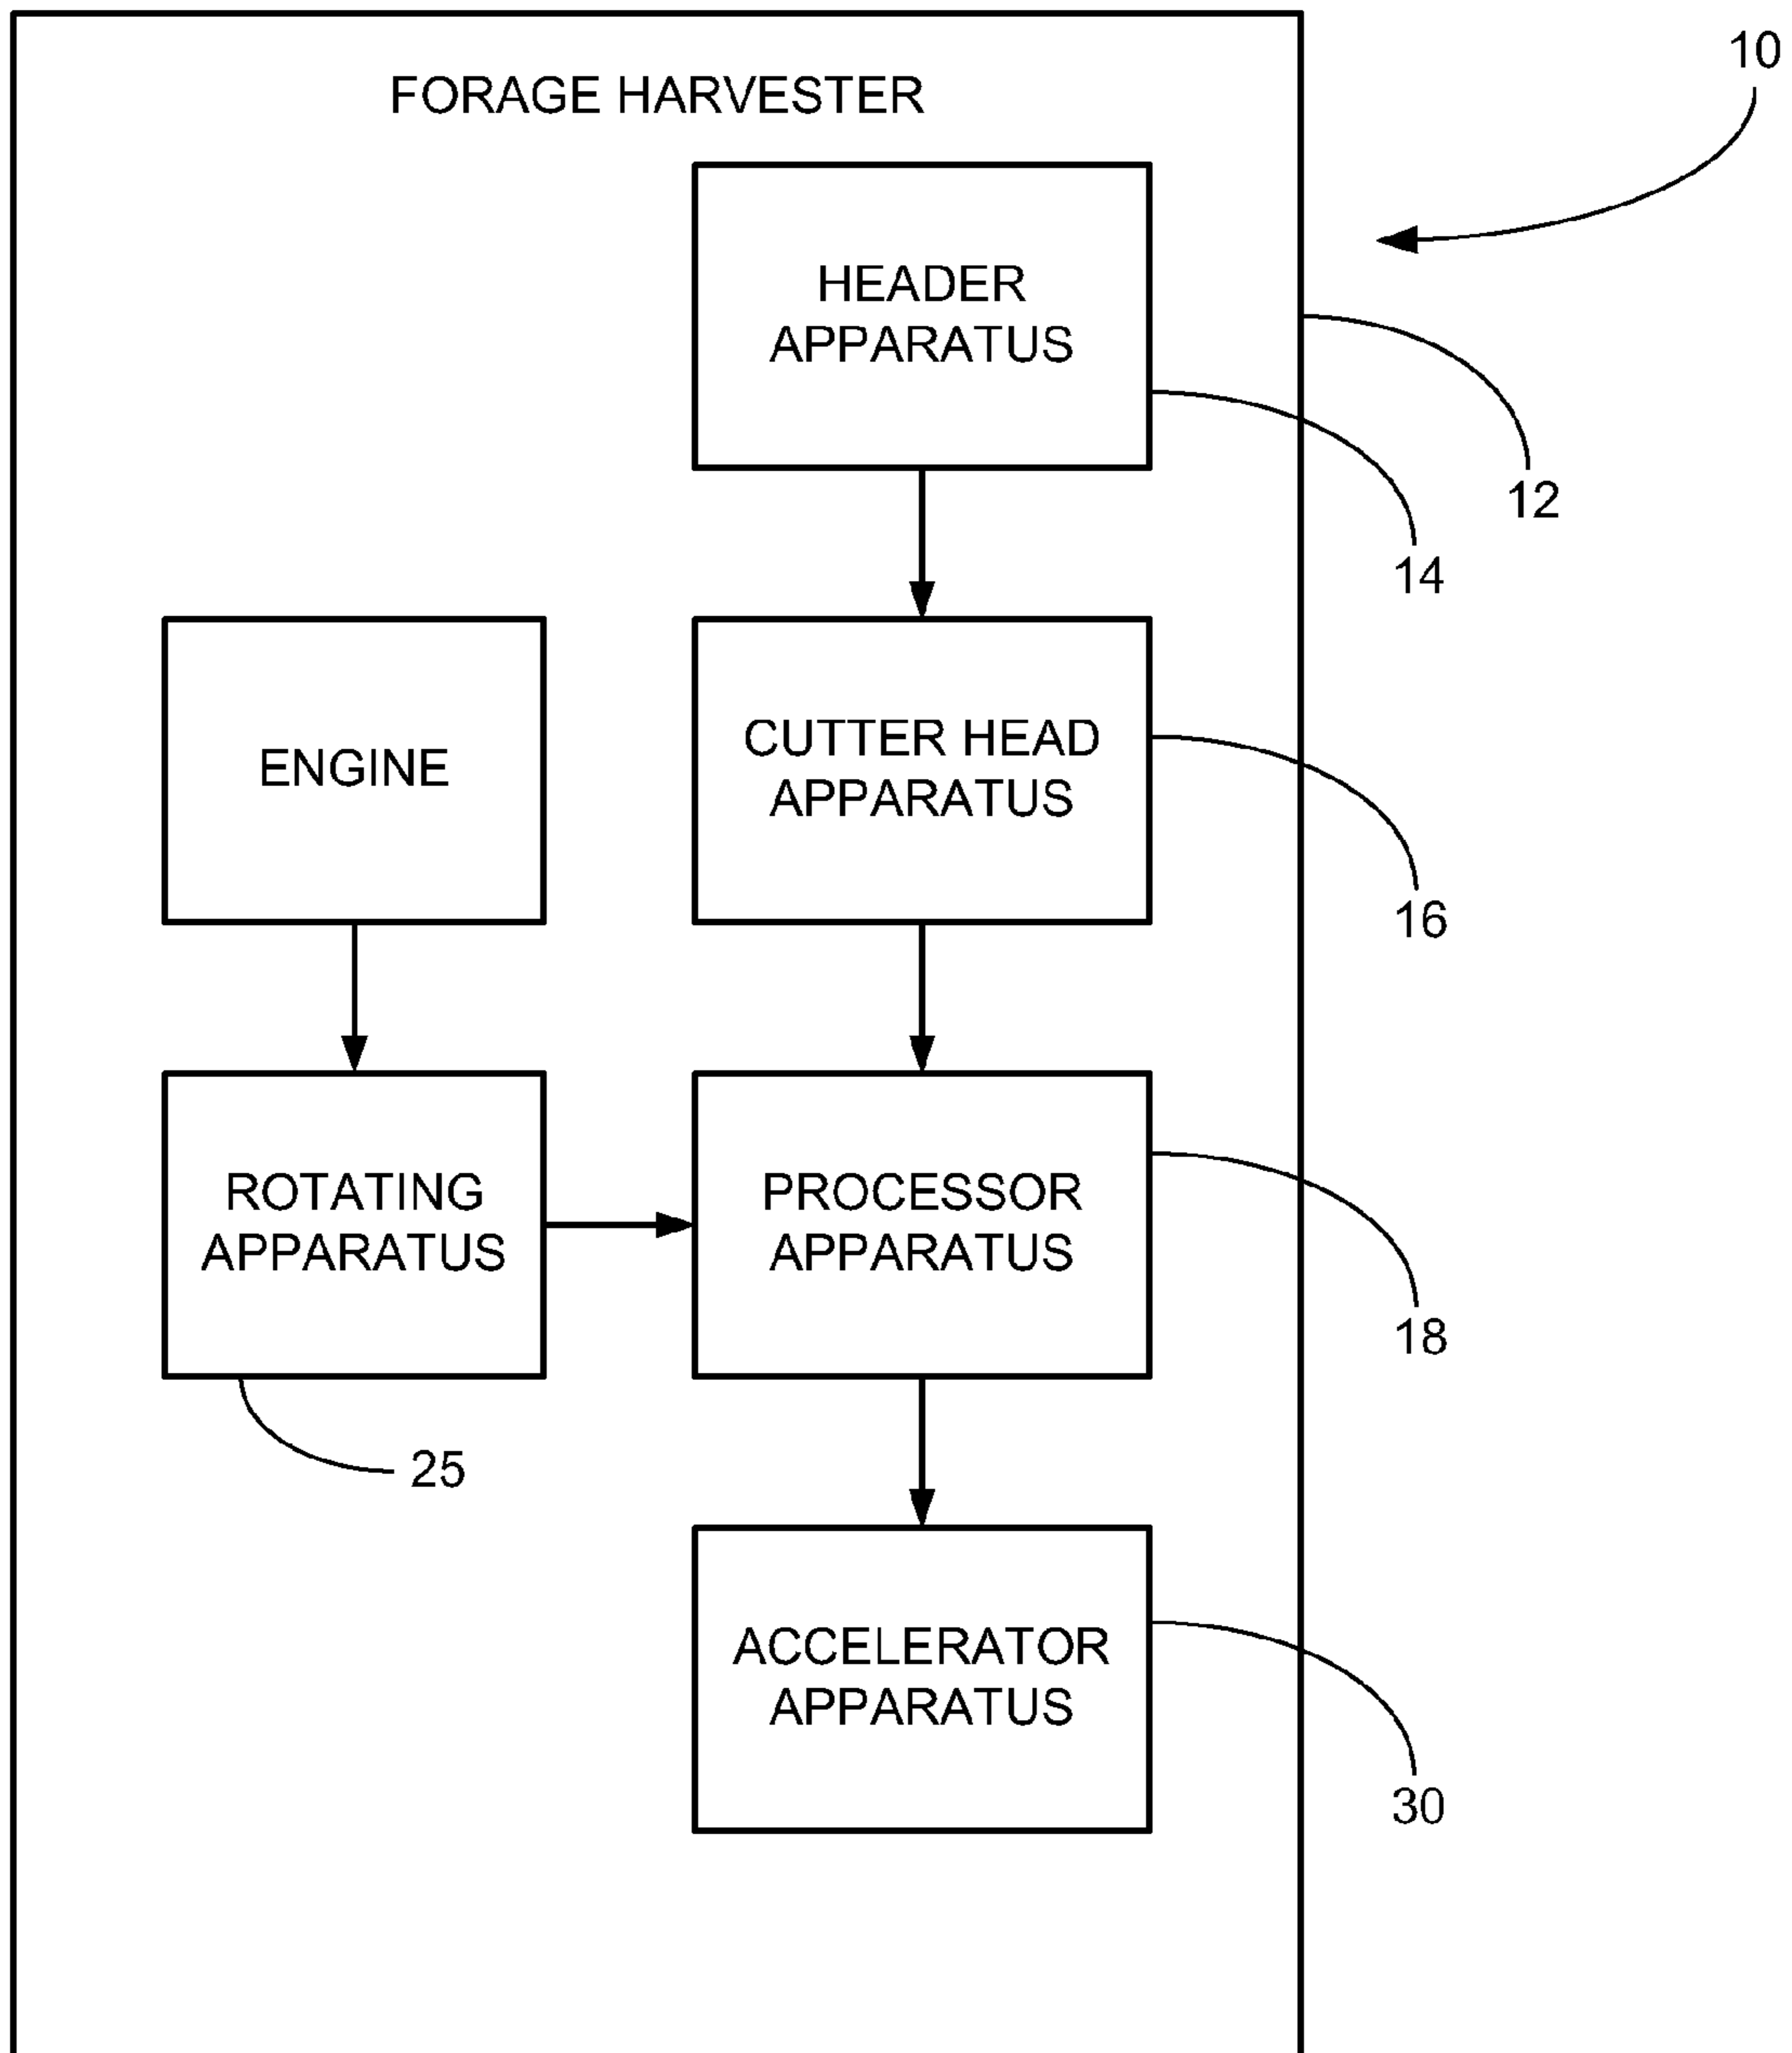 10
FORAGE HARVESTER
HEADER
APPARATUS
12
14
ENGINE
CUTTER HEAD
APPARATUS
16
ROTATING
APPARATUS
PROCESSOR
APPARATUS
18
25
ACCELERATOR
APPARATUS
30